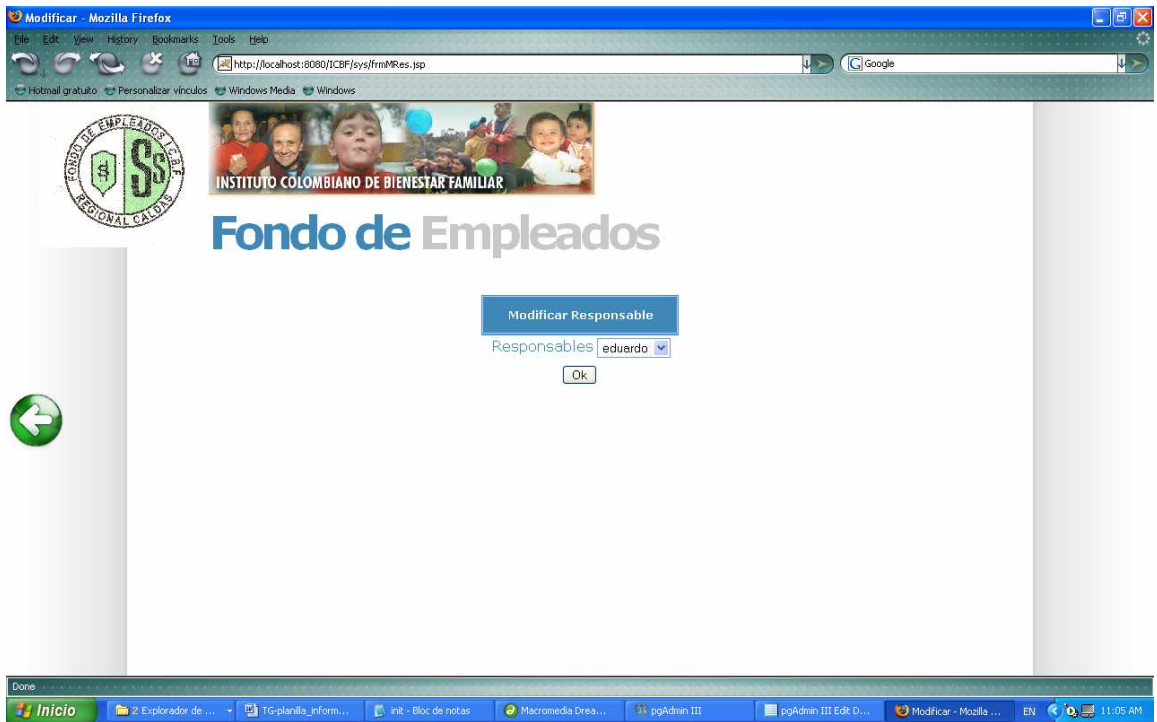 Modificar - Mozilla Firefox
File Edit View History Bookmarks Tools Help
http://localhost:8080/ICBF/sys/frmMRes.jsp
Google
Hotmail gratuito Personalizar vínculos Windows Media Windows
FONDO DE EMPLEADOS I.C.B.F.
SS
REGIONAL CALDAS
INSTITUTO COLOMBIANO DE BIENESTAR FAMILIAR
Fondo de Empleados
Modificar Responsable
Responsables eduardo
Ok
Done
Inicio 2 Explorador de ... TG-planilla_inform... init - Bloc de notas Macromedia Drea... pgAdmin III pgAdmin III Edit D... Modificar - Mozilla ... EN 11:05 AM